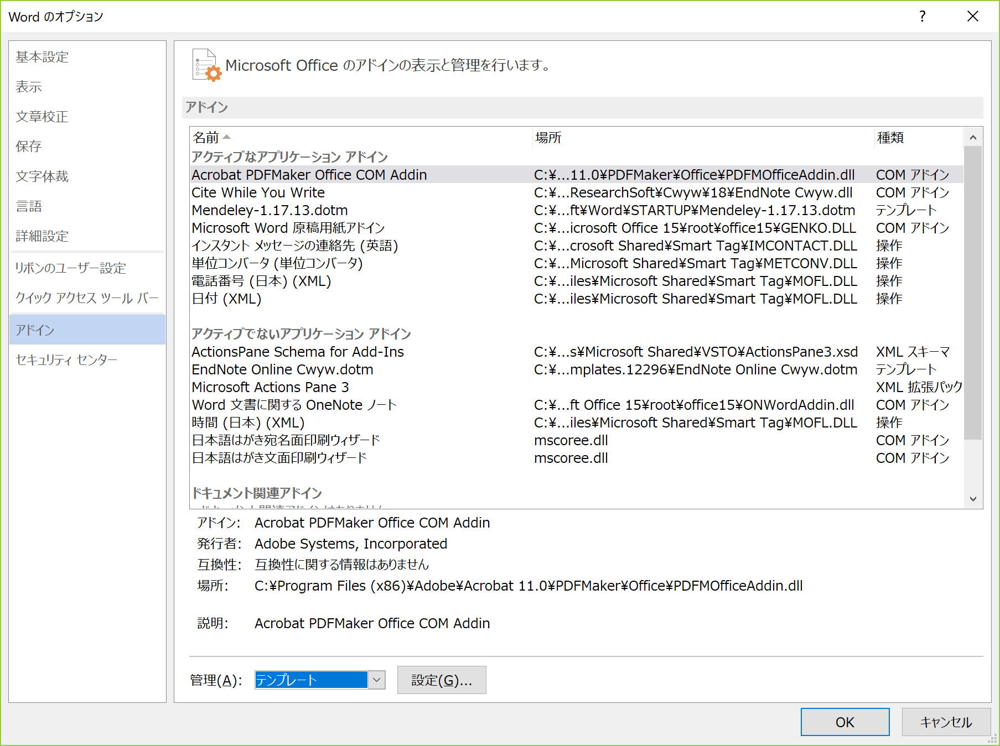 Word のオプション
?
基本設定
表示
文章校正
保存
文字体裁
言語
詳細設定
リボンのユーザー設定
クイック アクセス ツール バー
アドイン
セキュリティ センター
Microsoft Office のアドインの表示と管理を行います。
アドイン
名前 場所 種類
アクティブなアプリケーション アドイン
Acrobat PDFMaker Office COM Addin C:¥...11.0¥PDFMaker¥Office¥PDFMOfficeAddin.dll COM アドイン
Cite While You Write C:¥...ResearchSoft¥Cwyw¥18¥EndNote Cwyw.dll COM アドイン
Mendeley-1.17.13.dotm C:¥...ft¥Word¥STARTUP¥Mendeley-1.17.13.dotm テンプレート
Microsoft Word 原稿用紙アドイン C:¥...icrosoft Office 15¥root¥office15¥GENKO.DLL COM アドイン
インスタント メッセージの連絡先 (英語) C:¥...crosoft Shared¥Smart Tag¥IMCONTACT.DLL 操作
単位コンバータ (単位コンバータ) C:¥...Microsoft Shared¥Smart Tag¥METCONV.DLL 操作
電話番号 (日本) (XML) C:¥...iles¥Microsoft Shared¥Smart Tag¥MOFL.DLL 操作
日付 (XML) C:¥...iles¥Microsoft Shared¥Smart Tag¥MOFL.DLL 操作
アクティブでないアプリケーション アドイン
ActionsPane Schema for Add-Ins C:¥...s¥Microsoft Shared¥VSTO¥ActionsPane3.xsd XML スキーマ
EndNote Online Cwyw.dotm C:¥...mplates.12296¥EndNote Online Cwyw.dotm テンプレート
Microsoft Actions Pane 3 XML 拡張パック
Word 文書に関する OneNote ノート C:¥...ft Office 15¥root¥office15¥ONWordAddin.dll COM アドイン
時間 (日本) (XML) C:¥...iles¥Microsoft Shared¥Smart Tag¥MOFL.DLL 操作
日本語はがき宛名面印刷ウィザード mscoree.dll COM アドイン
日本語はがき文面印刷ウィザード mscoree.dll COM アドイン
ドキュメント関連アドイン
アドイン: Acrobat PDFMaker Office COM Addin
発行者: Adobe Systems, Incorporated
互換性: 互換性に関する情報はありません
場所: C:¥Program Files (x86)¥Adobe¥Acrobat 11.0¥PDFMaker¥Office¥PDFMOfficeAddin.dll
説明: Acrobat PDFMaker Office COM Addin
管理(A): テンプレート 設定(G)...
OK キャンセル